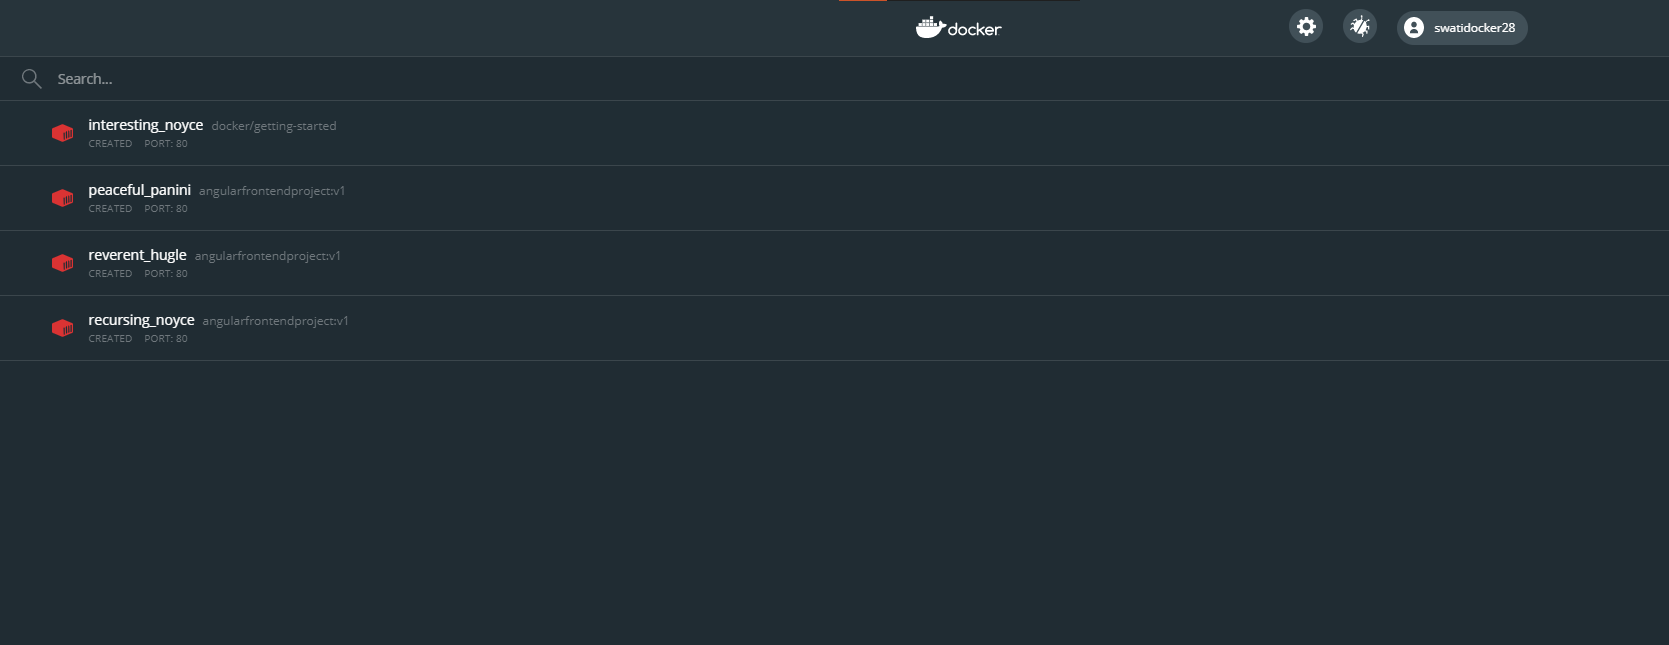 docker
swatidocker28
Search...
interesting_noyce docker/getting-started
CREATED PORT: 80
peaceful_panini angularfrontendproject:v1
CREATED PORT: 80
reverent_hugle angularfrontendproject:v1
CREATED PORT: 80
recursing_noyce angularfrontendproject:v1
CREATED PORT: 80